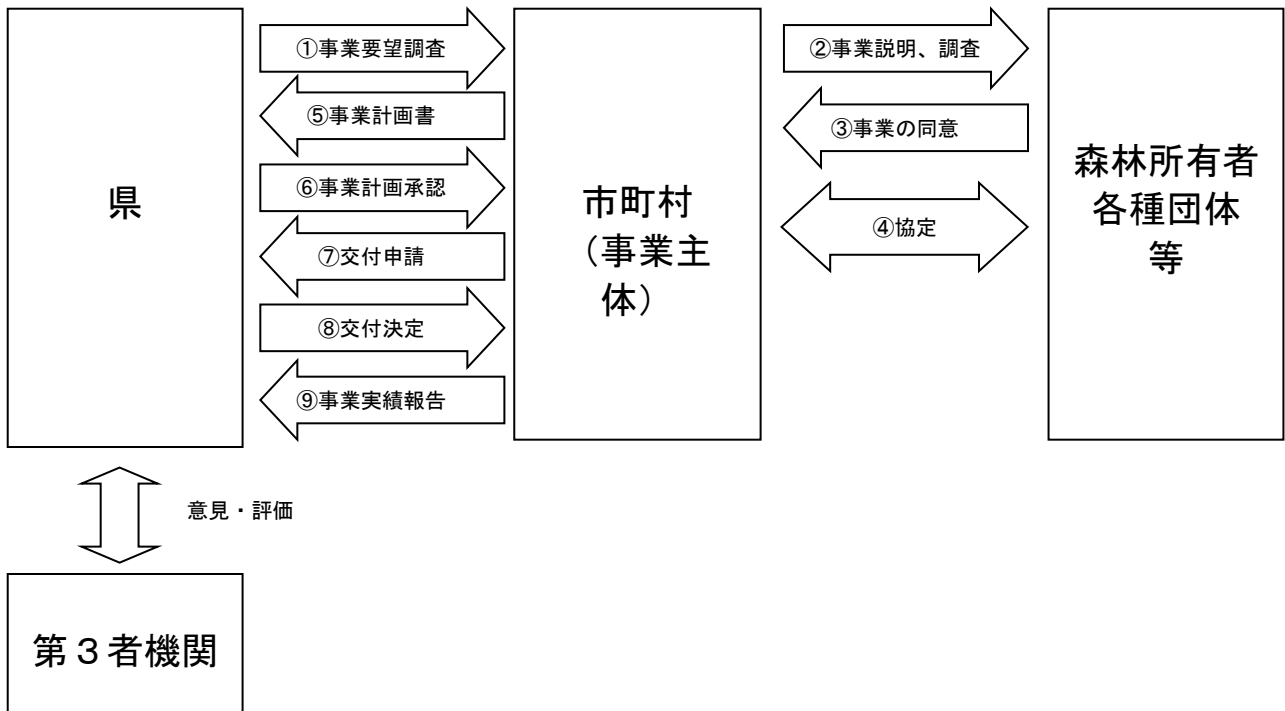 ①事業要望調査
②事業説明、調査
⑤事業計画書
③事業の同意
県
⑥事業計画承認
市町村
（事業主
体）
④協定
森林所有者
各種団体
等
⑦交付申請
⑧交付決定
⑨事業実績報告
意見・評価
第３者機関